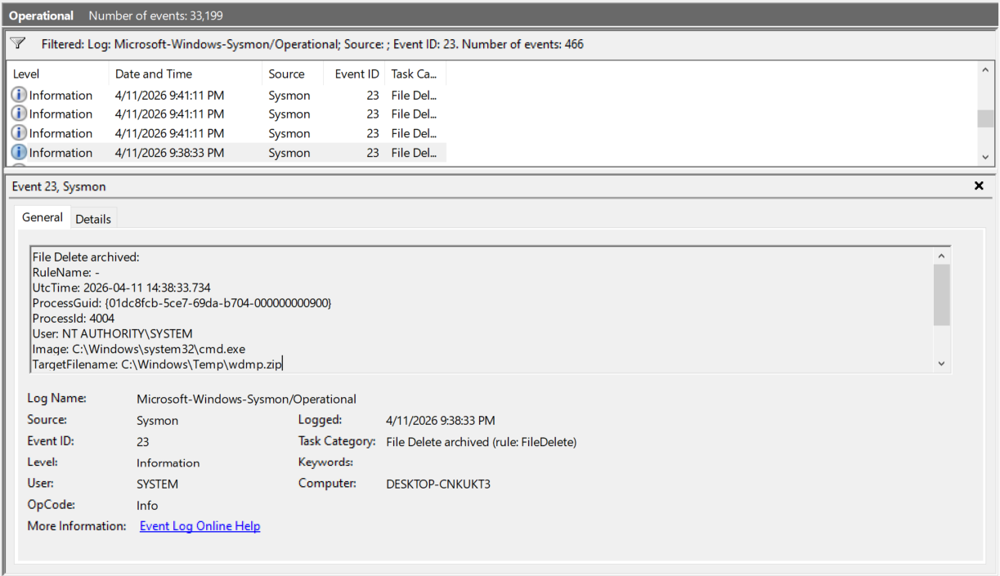 Operational Number of events: 33,199
Filtered: Log: Microsoft-Windows-Sysmon/Operational; Source: ; Event ID: 23. Number of events: 466
Level Date and Time Source Event ID Task Ca...
Information 4/11/2026 9:41:11 PM Sysmon 23 File Del...
Information 4/11/2026 9:41:11 PM Sysmon 23 File Del...
Information 4/11/2026 9:41:11 PM Sysmon 23 File Del...
Information 4/11/2026 9:38:33 PM Sysmon 23 File Del...
Event 23, Sysmon
General Details
File Delete archived:
RuleName: -
UtcTime: 2026-04-11 14:38:33.734
ProcessGuid: {01dc8fcb-5ce7-69da-b704-000000000900}
ProcessId: 4004
User: NT AUTHORITY\SYSTEM
Image: C:\Windows\system32\cmd.exe
TargetFilename: C:\Windows\Temp\wdmp.zip
Log Name: Microsoft-Windows-Sysmon/Operational
Source: Sysmon Logged: 4/11/2026 9:38:33 PM
Event ID: 23 Task Category: File Delete archived (rule: FileDelete)
Level: Information Keywords:
User: SYSTEM Computer: DESKTOP-CNKUKT3
OpCode: Info
More Information: Event Log Online Help